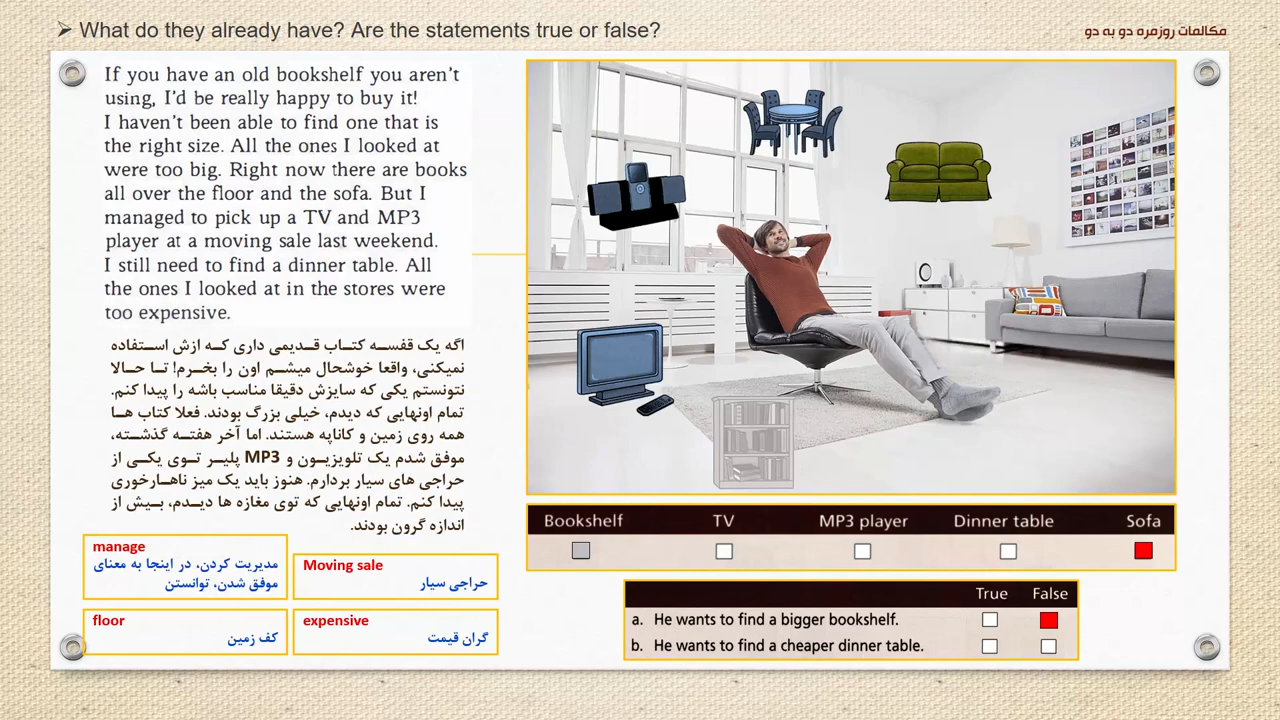 ➢ What do they already have? Are the statements true or false?
مکالمات روزمره دو به دو
If you have an old bookshelf you aren't
using, I'd be really happy to buy it!
I haven't been able to find one that is
the right size. All the ones I looked at
were too big. Right now there are books
all over the floor and the sofa. But I
managed to pick up a TV and MP3
player at a moving sale last weekend.
I still need to find a dinner table. All
the ones I looked at in the stores were
too expensive.
اگه یک قفسه کتاب قدیمی داری که ازش استفاده
نمیکنی، واقعا خوشحال میشم اون را بخرم! تا حالا
نتونستم یکی که سایزش دقیقا مناسب باشه را پیدا کنم.
تمام اونهایی که دیدم، خیلی بزرگ بودند. فعلا کتاب ها
همه روی زمین و کاناپه هستند. اما آخر هفته گذشته،
موفق شدم یک تلویزیون و MP3 پلیر توی یکی از
حراجی های سیار بردارم. هنوز باید یک میز ناهارخوری
پیدا کنم. تمام اونهایی که توی مغازه ها دیدم، بیش از
اندازه گرون بودند.
manage
مدیریت کردن، در اینجا به معنای
موفق شدن، توانستن
Moving sale
حراجی سیار
floor
کف زمین
expensive
گران قیمت
Bookshelf TV MP3 player Dinner table Sofa
True False
a. He wants to find a bigger bookshelf.
b. He wants to find a cheaper dinner table.